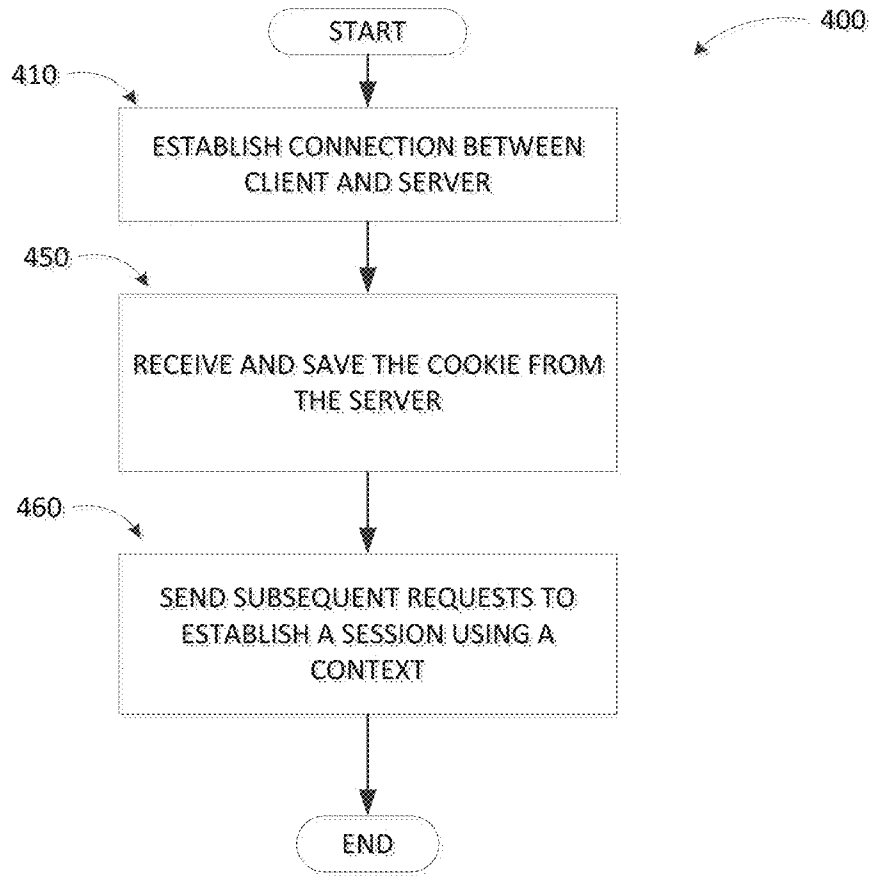 START
400
410
ESTABLISH CONNECTION BETWEEN
CLIENT AND SERVER
450
RECEIVE AND SAVE THE COOKIE FROM
THE SERVER
460
SEND SUBSEQUENT REQUESTS TO
ESTABLISH A SESSION USING A
CONTEXT
END